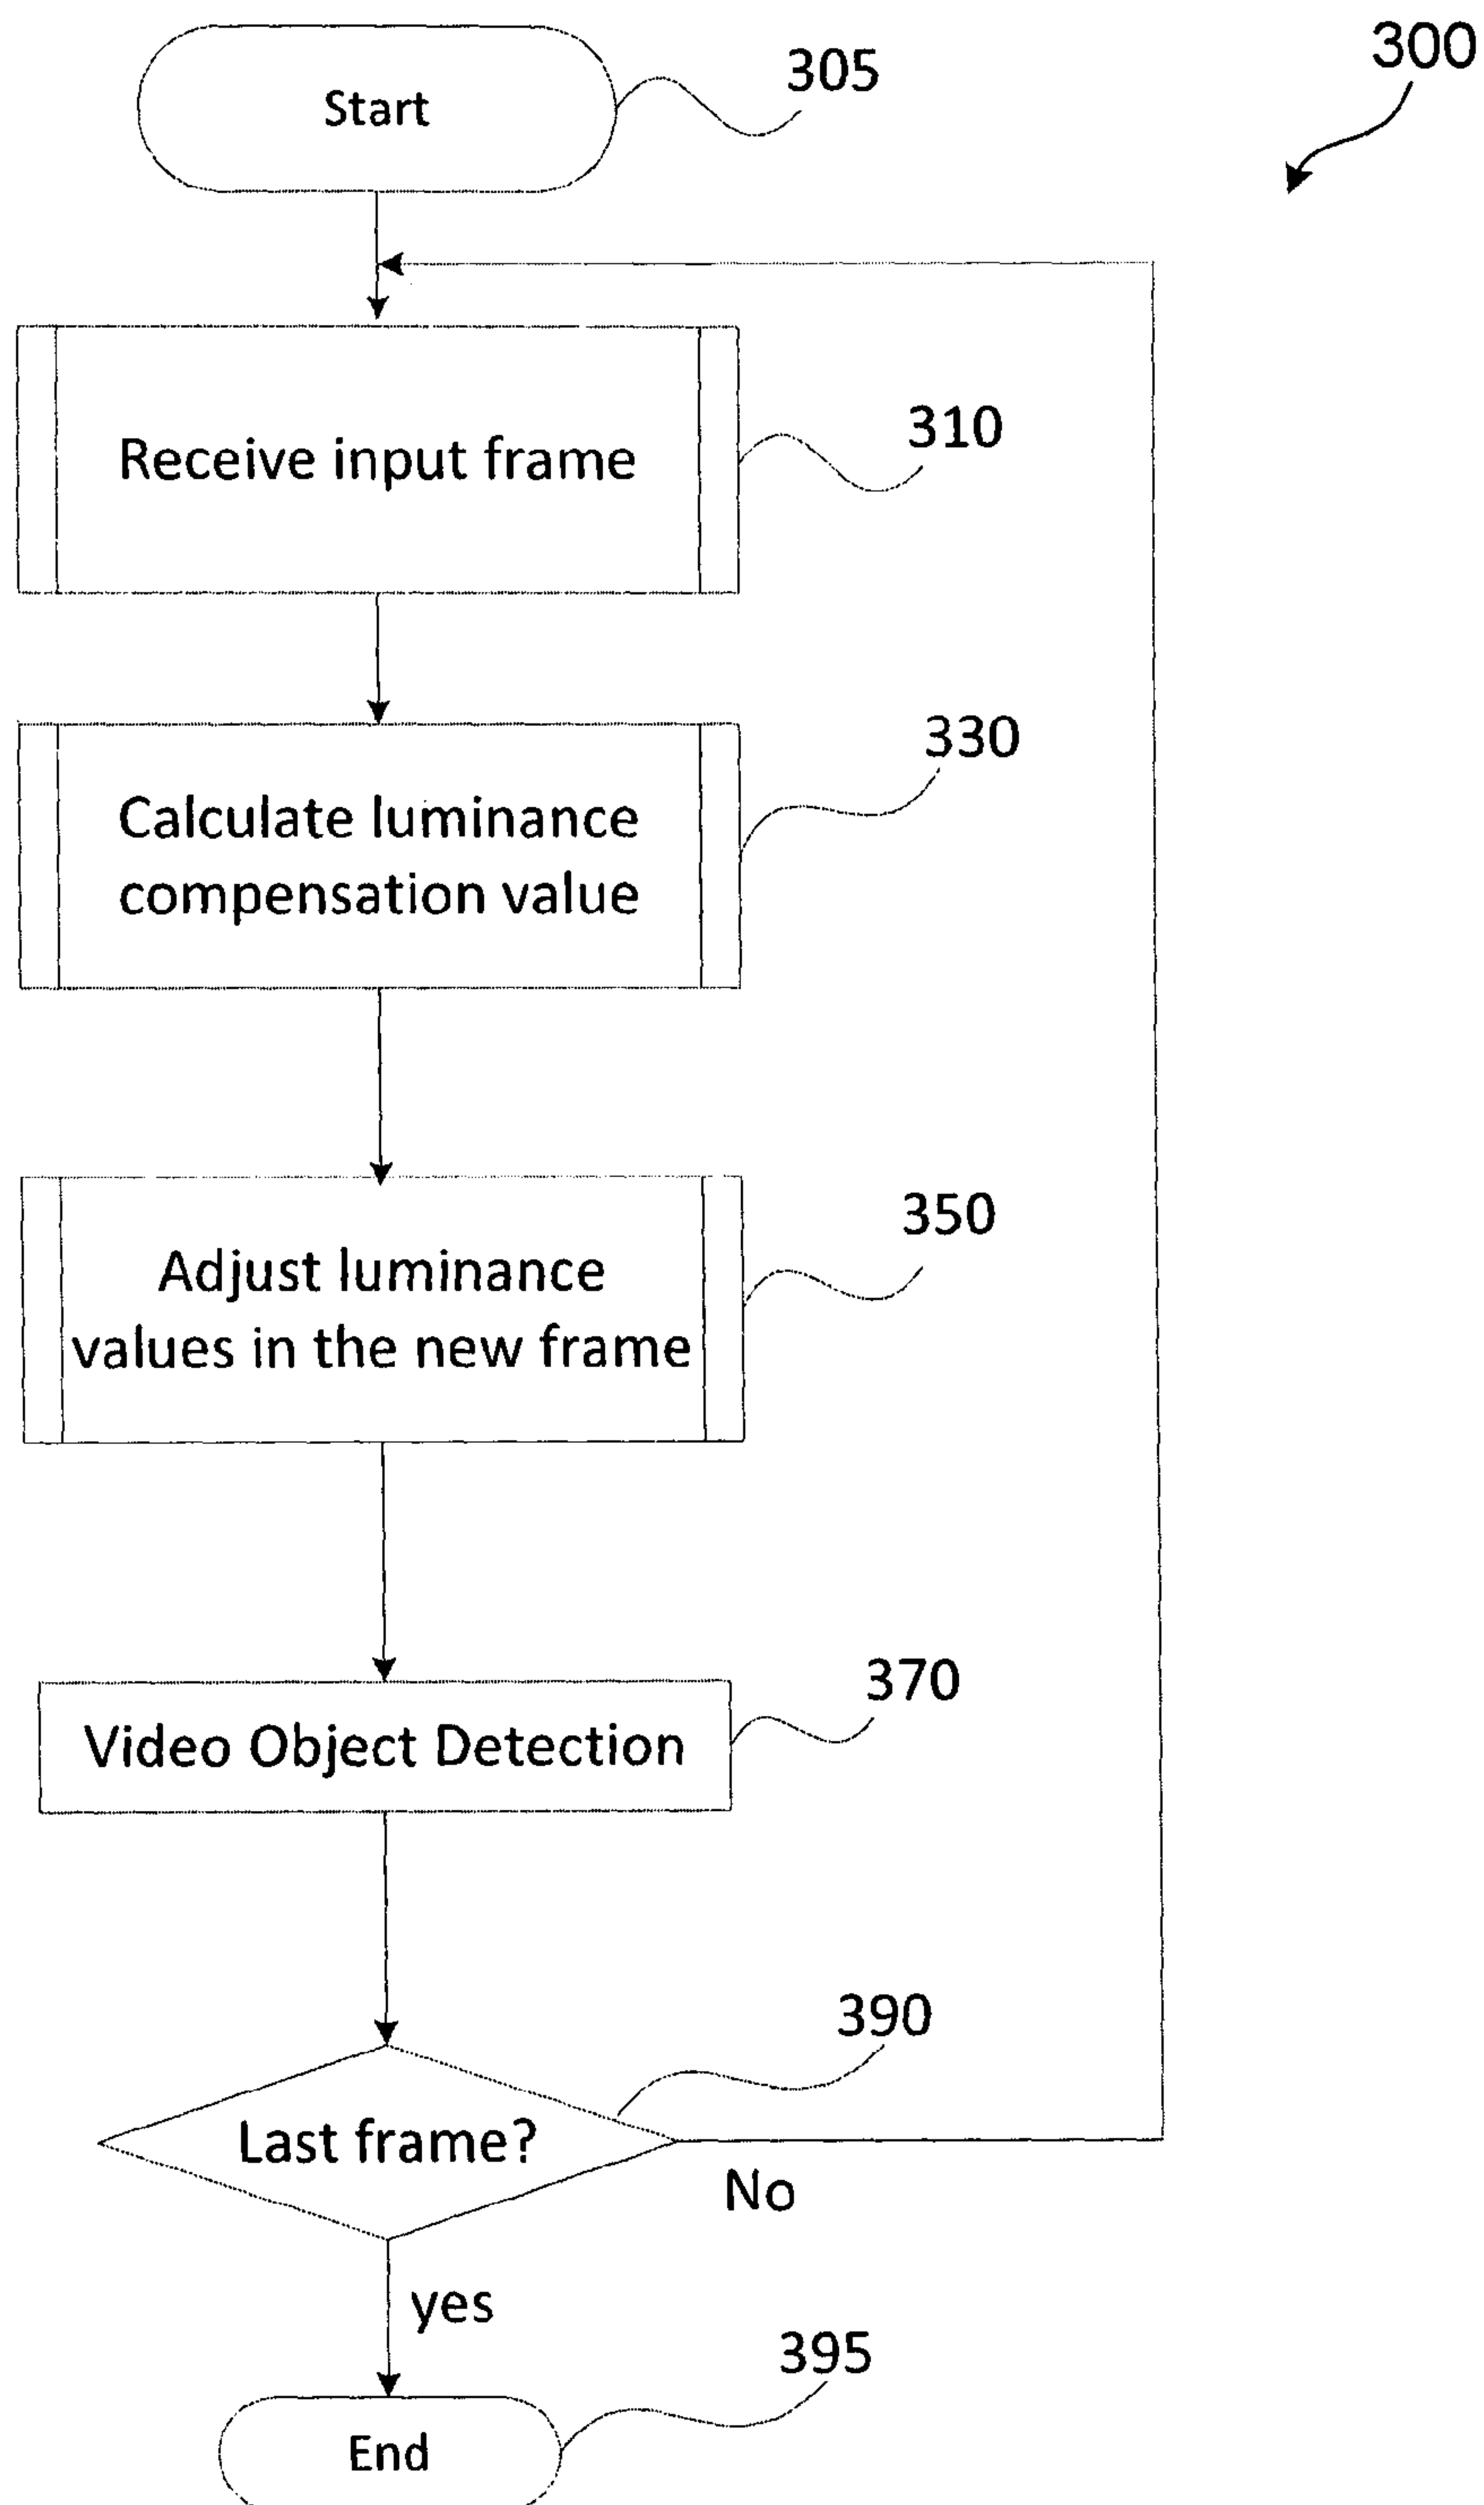 300
Start
305
Receive input frame
310
Calculate luminance
compensation value
330
Adjust luminance
values in the new frame
350
Video Object Detection
370
Last frame?
390
No
yes
End
395